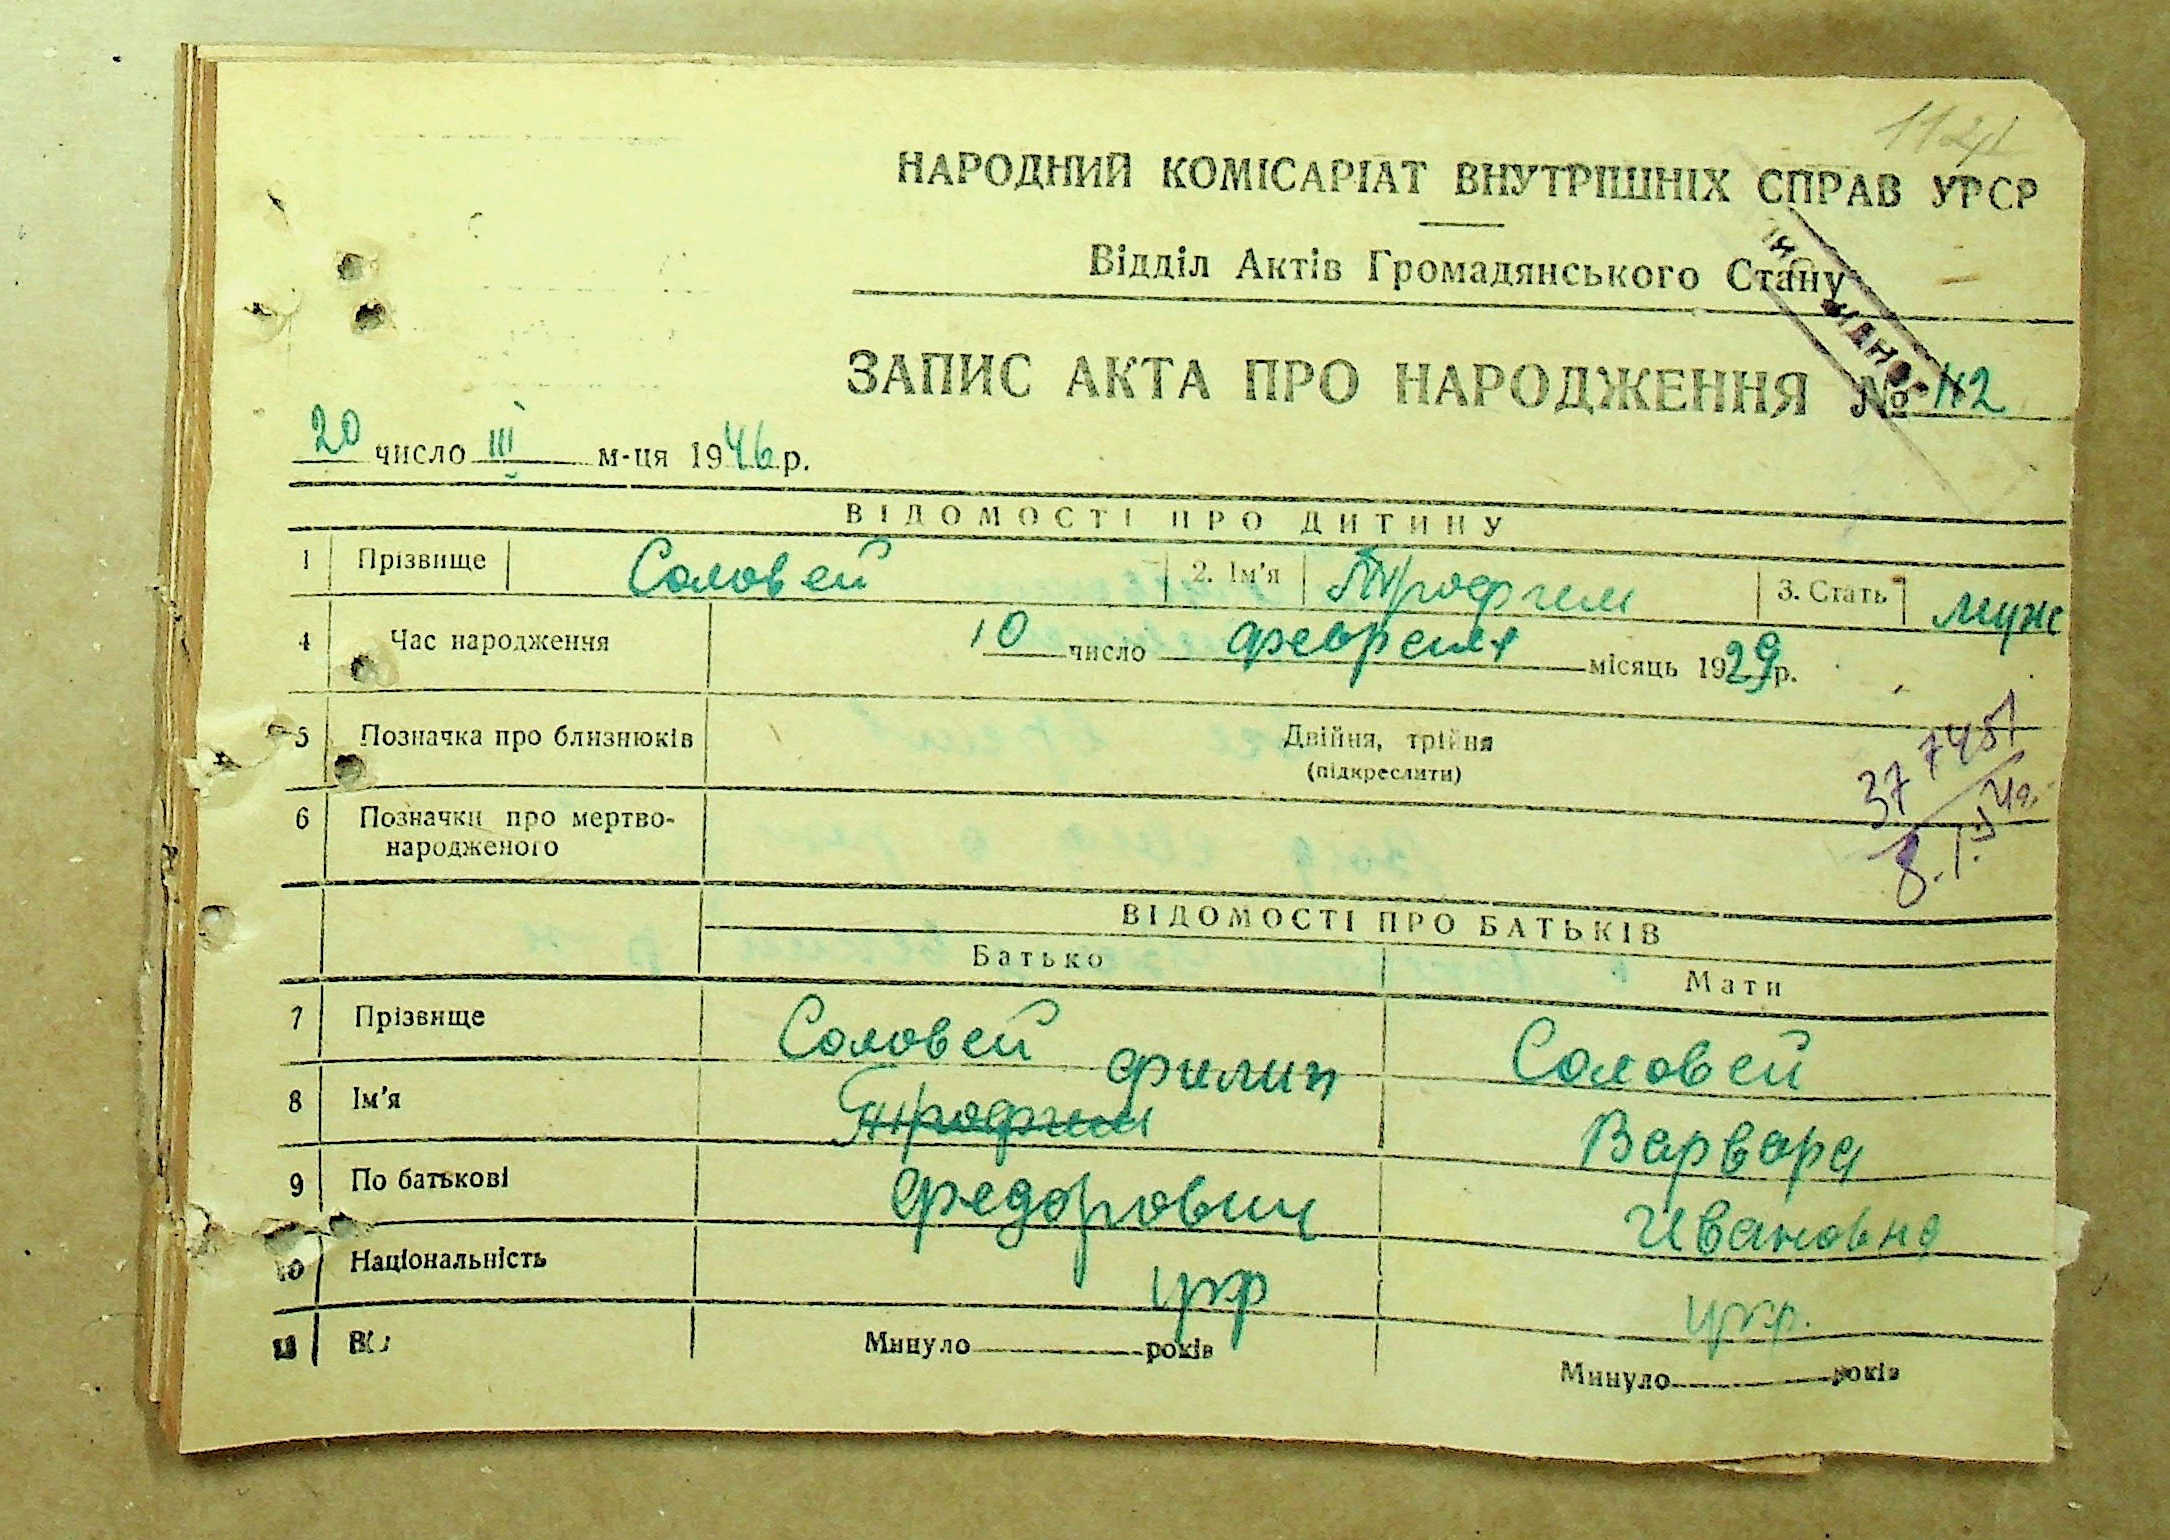 НАРОДНИЙ КОМІСАРІАТ ВНУТРІШНІХ СПРАВ УРСР
Відділ Актів Громадянського Стану
ЗАПИС АКТА ПРО НАРОДЖЕННЯ № 112
20 число III м-ця 1946 р.
ВІДОМОСТІ ПРО ДИТИНУ
1 Прізвище Соловей 2. Ім'я Трофим 3. Стать муж
4 Час народження 10 число февраля місяць 1929 р.
5 Позначка про близнюків Двійня, трійня
(підкреслити)
6 Позначки про мертво-
народженого
ВІДОМОСТІ ПРО БАТЬКІВ
Батько Мати
7 Прізвище Соловей Соловей
8 Ім'я Трофим Филип Варвара
9 По батькові Федорович Ивановна
10 Національність укр укр.
11 Минуло років Минуло років